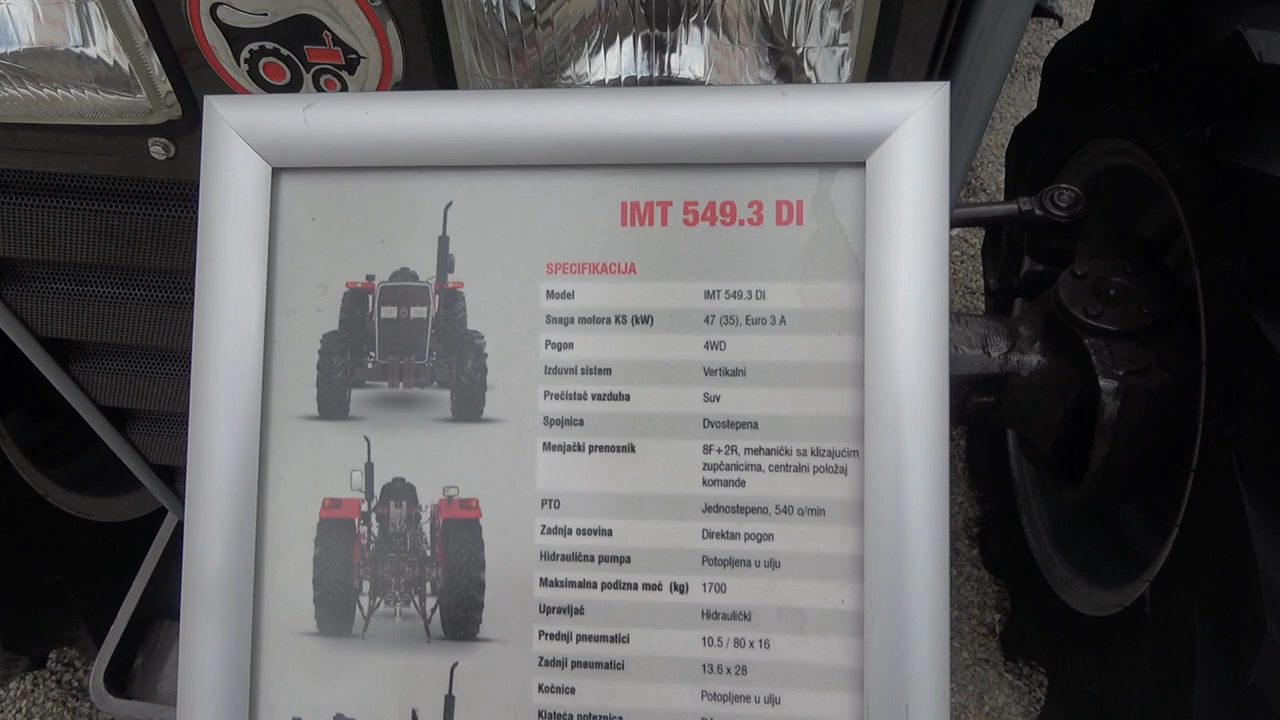 IMT 549.3 DI
SPECIFIKACIJA
Model IMT 549.3 DI
Snaga motora KS (kW) 47 (35), Euro 3 A
Pogon 4WD
Izduvni sistem Vertikalni
Prečistač vazduha Suv
Spojnica Dvostepena
Menjački prenosnik 8F+2R, mehanički sa klizajućim
zupčanicima, centralni položaj
komande
PTO Jednostepeno, 540 o/min
Zadnja osovina Direktan pogon
Hidraulična pumpa Potopljena u ulju
Maksimalna podizna moć (kg) 1700
Upravljač Hidraulički
Prednji pneumatici 10.5 / 80 x 16
Zadnji pneumatici 13.6 x 28
Kočnice Potopljene u ulju
Klateća poteznica